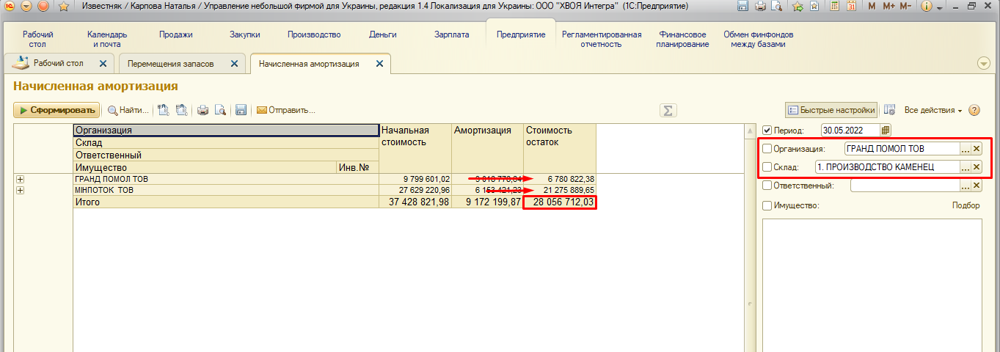 Известняк / Карпова Наталья / Управление небольшой фирмой для Украины, редакция 1.4 Локализация для Украины: ООО "ХВОЯ Интегра" (1С:Предприятие)
M M+ M−
Рабочий стол
Календарь и почта
Продажи
Закупки
Производство
Деньги
Зарплата
Предприятие
Регламентированная отчетность
Финансовое планирование
Обмен финфондов между базами
Рабочий стол
Перемещения запасов
Начисленная амортизация
Начисленная амортизация
Сформировать
Найти...
Отправить...
Σ
Быстрые настройки
Все действия
Организация
Начальная стоимость
Амортизация
Стоимость остаток
Склад
Ответственный
Имущество
Инв.№
ГРАНД ПОМОЛ ТОВ 9 799 601,02 6 780 822,38
МІНПОТОК ТОВ 27 629 220,96 21 275 889,65
Итого 37 428 821,98 9 172 199,87 28 056 712,03
Период: 30.05.2022
Организация: ГРАНД ПОМОЛ ТОВ
Склад: 1. ПРОИЗВОДСТВО КАМЕНЕЦ
Ответственный:
Имущество: Подбор